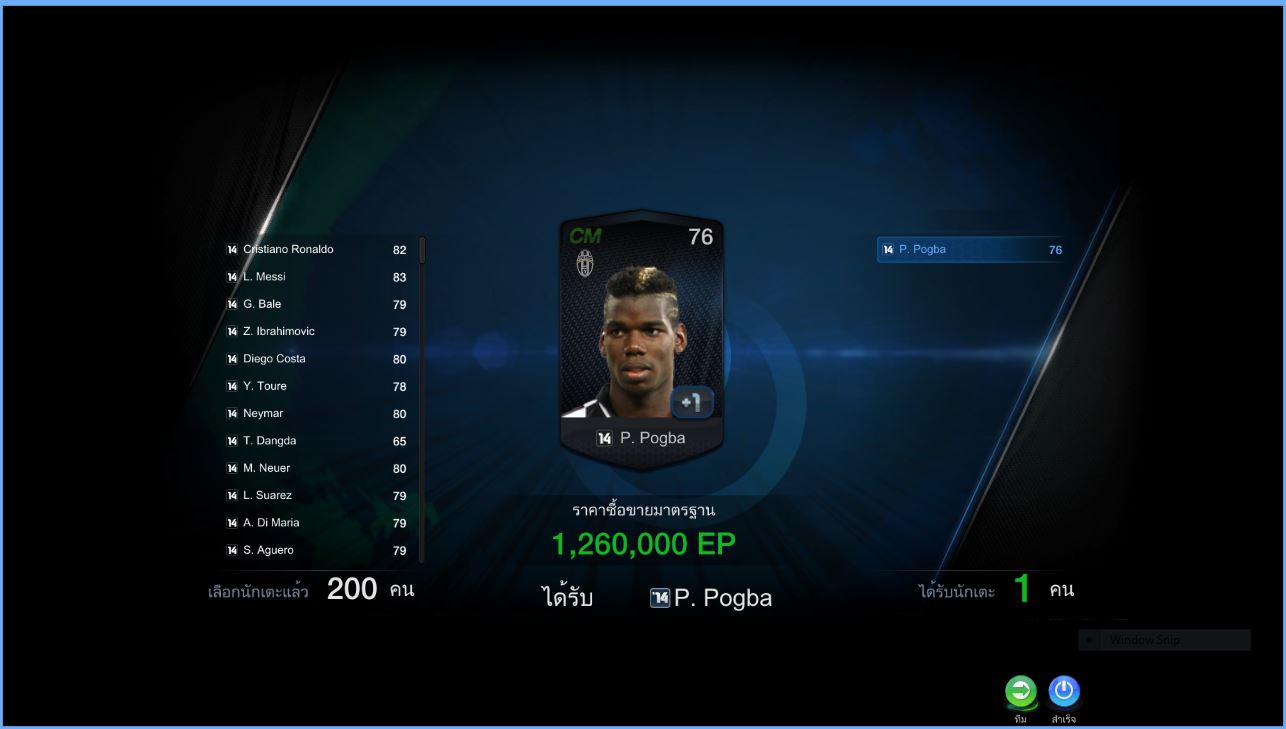 14 Cristiano Ronaldo 82
14 L. Messi 83
14 G. Bale 79
14 Z. Ibrahimovic 79
14 Diego Costa 80
14 Y. Toure 78
14 Neymar 80
14 T. Dangda 65
14 M. Neuer 80
14 L. Suarez 79
14 A. Di Maria 79
14 S. Aguero 79
เลือกนักเตะแล้ว 200 คน
CM 76
+1
14 P. Pogba
ราคาซื้อขายมาตรฐาน
1,260,000 EP
ได้รับ 14 P. Pogba
14 P. Pogba 76
ได้รับนักเตะ 1 คน
Window Snip
ทีม สำเร็จ